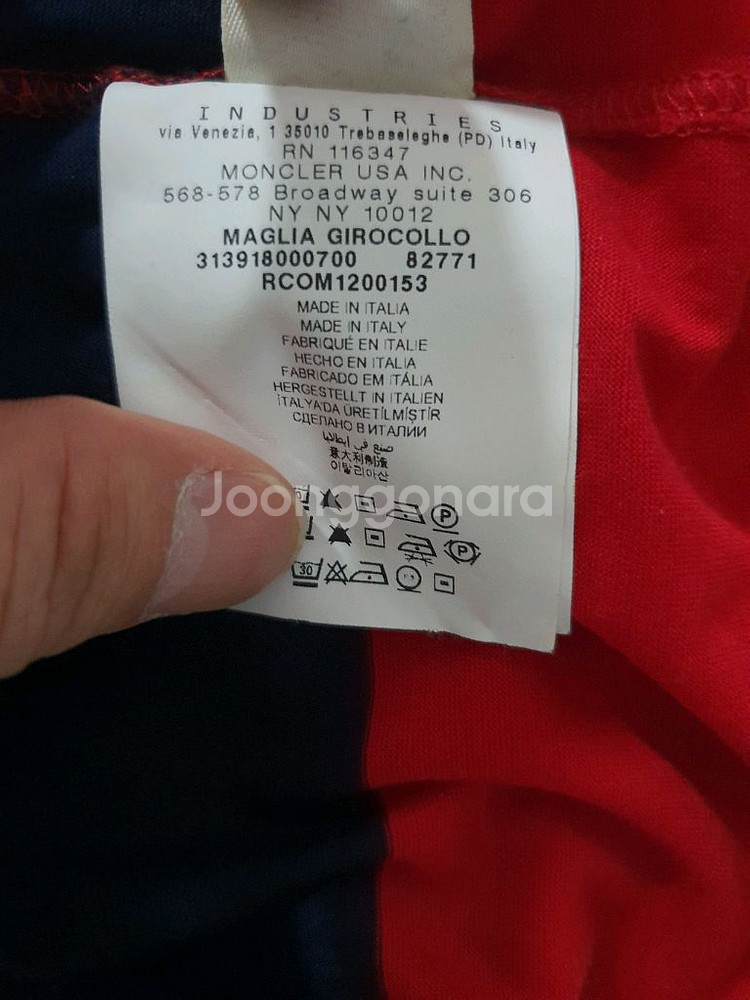 INDUSTRIES
via Venezia, 1 35010 Trebaseleghe (PD) Italy
RN 116347
MONCLER USA INC.
568-578 Broadway suite 306
NY NY 10012
MAGLIA GIROCOLLO
313918000700 82771
RCOM1200153
MADE IN ITALIA
MADE IN ITALY
FABRIQUÉ EN ITALIE
HECHO EN ITALIA
FABRICADO EM ITÁLIA
HERGESTELLT IN ITALIEN
İTALYA'DA ÜRETİLMİŞTİR
СДЕЛАНО В ИТАЛИИ
صنع في إيطاليا
意大利制造
이탈리아산
Joonggonara
P
P
30